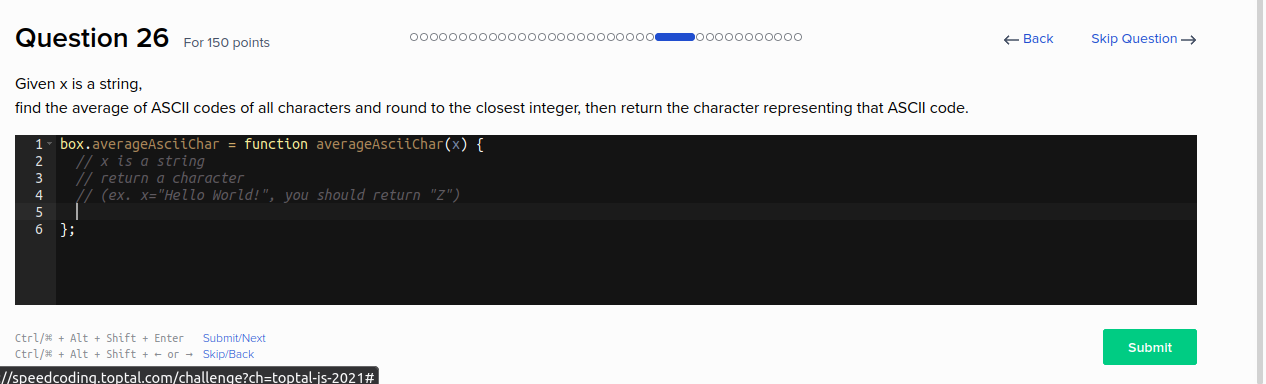 Question 26 For 150 points ← Back Skip Question →
Given x is a string,
find the average of ASCII codes of all characters and round to the closest integer, then return the character representing that ASCII code.
1 box.averageAsciiChar = function averageAsciiChar(x) {
2 // x is a string
3 // return a character
4 // (ex. x="Hello World!", you should return "Z")
5
6 };
Ctrl/⌘ + Alt + Shift + Enter Submit/Next
Ctrl/⌘ + Alt + Shift + ← or → Skip/Back
Submit
//speedcoding.toptal.com/challenge?ch=toptal-js-2021#